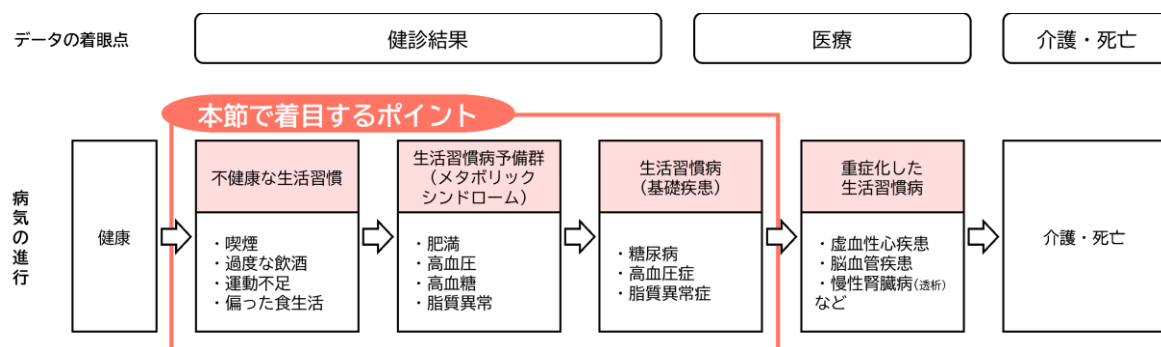 データの着眼点
健診結果
医療
介護・死亡
本節で着目するポイント
病気の進行
健康
不健康な生活習慣
・喫煙
・過度な飲酒
・運動不足
・偏った食生活
生活習慣病予備群
（メタボリック
シンドローム）
・肥満
・高血圧
・高血糖
・脂質異常
生活習慣病
（基礎疾患）
・糖尿病
・高血圧症
・脂質異常症
重症化した
生活習慣病
・虚血性心疾患
・脳血管疾患
・慢性腎臓病(透析)
など
介護・死亡